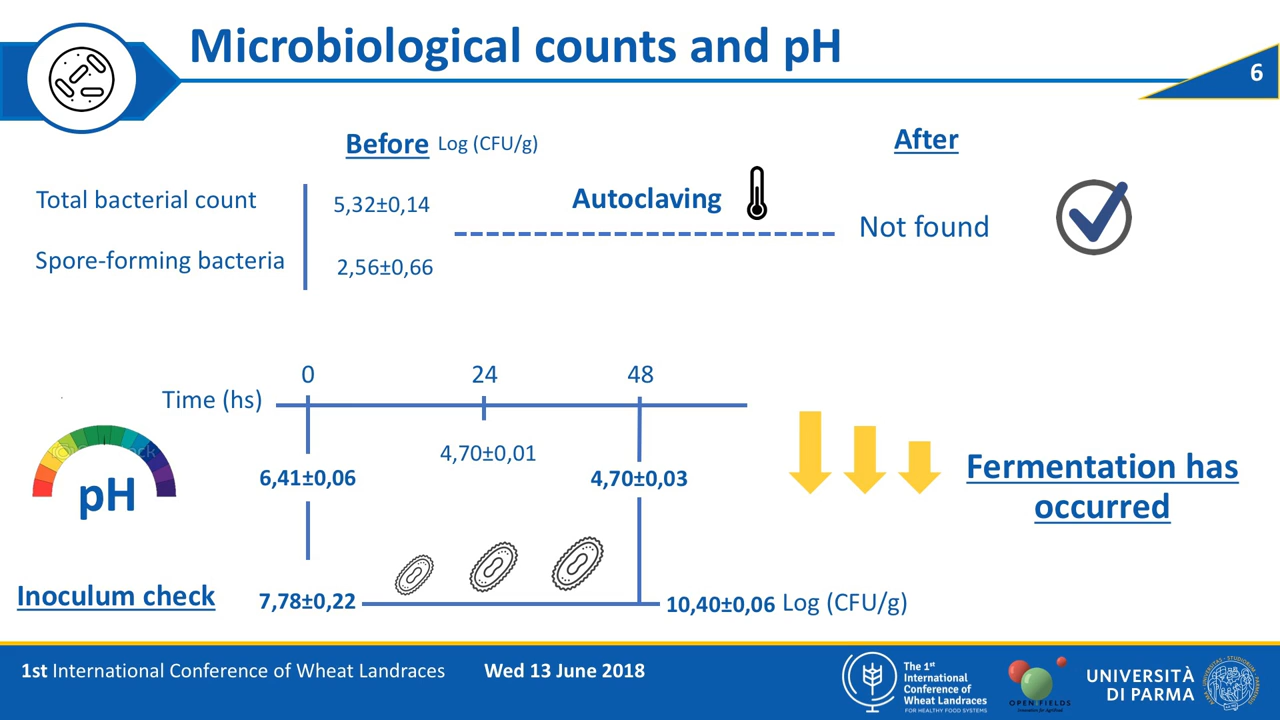 Microbiological counts and pH
6
Before Log (CFU/g)
After
Total bacterial count
5,32±0,14
Autoclaving
Not found
Spore-forming bacteria
2,56±0,66
0
24
48
Time (hs)
4,70±0,01
6,41±0,06
4,70±0,03
pH
Fermentation has
occurred
Inoculum check
7,78±0,22
10,40±0,06 Log (CFU/g)
1st International Conference of Wheat Landraces
Wed 13 June 2018
The 1st
International
Conference of
Wheat Landraces
FOR HEALTHY FOOD SYSTEMS
OPEN FIELDS
UNIVERSITÀ
DI PARMA